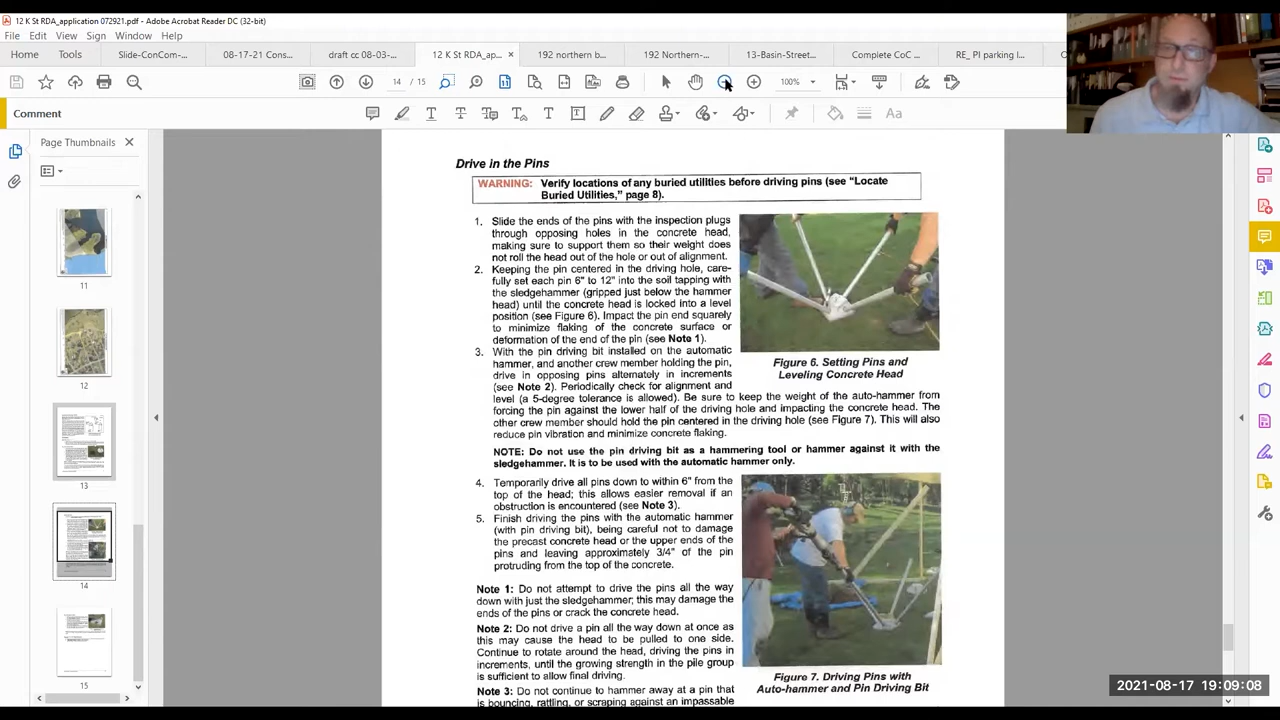 12 K St RDA_application 072921.pdf - Adobe Acrobat Reader DC (32-bit)
File Edit View Sign Window Help
Home Tools Slide-ConCom-... 08-17-21 Cons... draft cc 08-03-... 12 K St RDA_ap... × 192 northern b... 192 Northern-... 13-Basin-Street... Complete CoC ... RE_ PI parking l...
14 / 15 100%
Comment
Page Thumbnails
11
12
13
14
15
Drive in the Pins
WARNING: Verify locations of any buried utilities before driving pins (see “Locate
Buried Utilities,” page 8).
1. Slide the ends of the pins with the inspection plugs
through opposing holes in the concrete head,
making sure to support them so their weight does
not roll the head out of the hole or out of alignment.
2. Keeping the pin centered in the driving hole, care-
fully set each pin 6" to 12" into the soil tapping with
the sledgehammer (gripped just below the hammer
head) until the concrete head is locked into a level
position (see Figure 6). Impact the pin end squarely
to minimize flaking of the concrete surface or
deformation of the end of the pin (see Note 1).
Figure 6. Setting Pins and
Leveling Concrete Head
3. With the pin driving bit installed on the automatic
hammer, and another crew member holding the pin,
drive in opposing pins alternately in increments
(see Note 2). Periodically check for alignment and
level (a 5-degree tolerance is allowed). Be sure to keep the weight of the auto-hammer from
forcing the pin against the lower half of the driving hole and impacting the concrete head. The
other crew member should hold the pin centered in the driving hole (see Figure 7). This will also
reduce pin vibration and minimize concrete flaking.
NOTE: Do not use the pin driving bit as a hammering tool or hammer against it with the
sledgehammer. It is to be used with the automatic hammer only.
4. Temporarily drive all pins down to within 6" from the
top of the head; this allows easier removal if an
obstruction is encountered (see Note 3).
5. Finish driving the pins with the automatic hammer
(with pin driving bit), being careful not to damage
the precast concrete head or the upper ends of the
pins and leaving approximately 3/4" of the pin
protruding from the top of the concrete.
Note 1: Do not attempt to drive the pins all the way
down with just the sledgehammer; this may damage the
ends of the pins or crack the concrete head.
Note 2: Do not drive a pin all the way down at once as
this may cause the head to be pulled to one side.
Continue to rotate around the head, driving the pins in
increments, until the growing strength in the pile group
is sufficient to allow final driving.
Note 3: Do not continue to hammer away at a pin that
is bouncing, rattling, or scraping against an impassable
Figure 7. Driving Pins with
Auto-hammer and Pin Driving Bit
2021-08-17 19:09:08